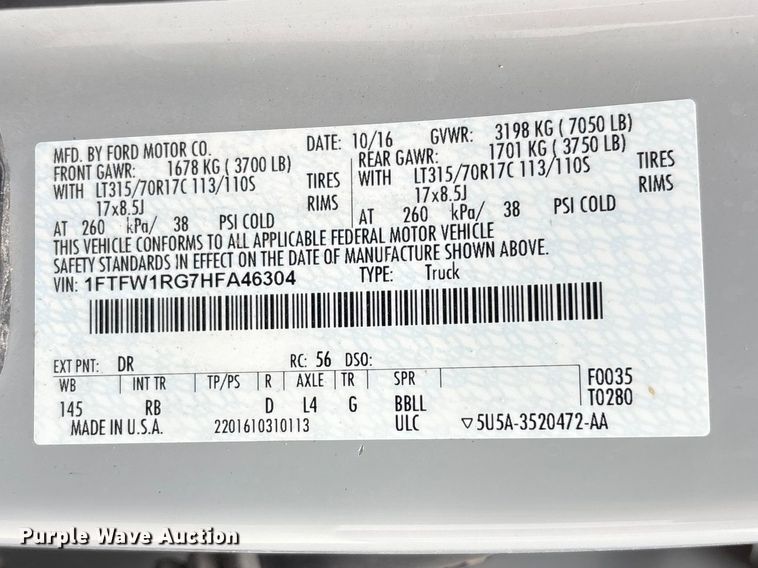 MFD. BY FORD MOTOR CO. DATE: 10/16 GVWR: 3198 KG ( 7050 LB)
FRONT GAWR: 1678 KG ( 3700 LB) REAR GAWR: 1701 KG ( 3750 LB)
WITH LT315/70R17C 113/110S TIRES WITH LT315/70R17C 113/110S TIRES
17x8.5J RIMS 17x8.5J RIMS
AT 260 kPa/ 38 PSI COLD AT 260 kPa/ 38 PSI COLD
THIS VEHICLE CONFORMS TO ALL APPLICABLE FEDERAL MOTOR VEHICLE
SAFETY STANDARDS IN EFFECT ON THE DATE OF MANUFACTURE SHOWN ABOVE.
VIN: 1FTFW1RG7HFA46304 TYPE: Truck
EXT PNT: DR RC: 56 DSO:
WB INT TR TP/PS R AXLE TR SPR F0035
145 RB D L4 G BBLL T0280
MADE IN U.S.A. 2201610310113 ULC ▽5U5A-3520472-AA
Purple Wave Auction